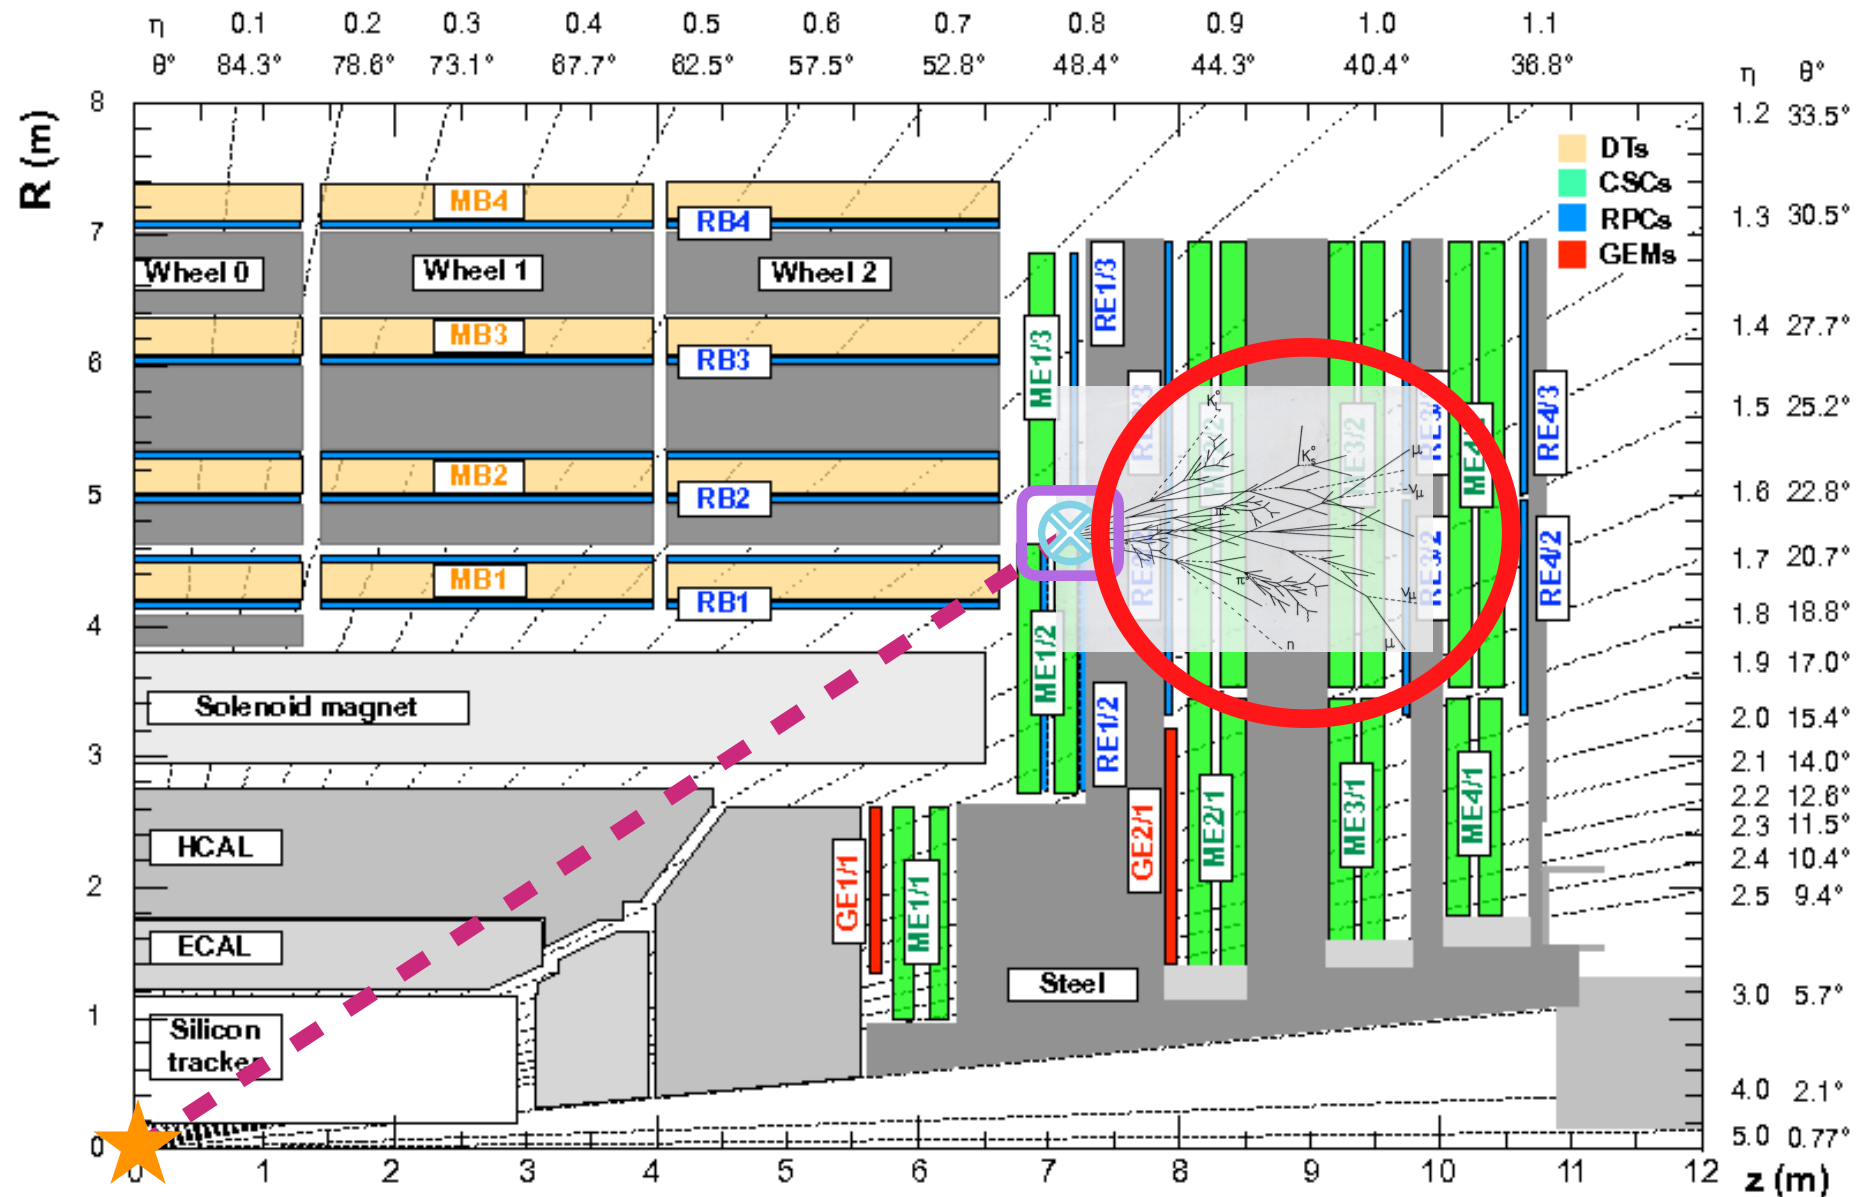 η 0.1 0.2 0.3 0.4 0.5 0.6 0.7 0.8 0.9 1.0 1.1
θ° 84.3° 78.6° 73.1° 67.7° 62.5° 57.5° 52.8° 48.4° 44.3° 40.4° 36.8°
η θ°
R (m)
8
7
6
5
4
3
2
1
0
1.2 33.5°
1.3 30.5°
1.4 27.7°
1.5 25.2°
1.6 22.8°
1.7 20.7°
1.8 18.8°
1.9 17.0°
2.0 15.4°
2.1 14.0°
2.2 12.6°
2.3 11.5°
2.4 10.4°
2.5 9.4°
3.0 5.7°
4.0 2.1°
5.0 0.77°
DTs
CSCs
RPCs
GEMs
MB4
RB4
Wheel 0
Wheel 1
Wheel 2
MB3
RB3
MB2
RB2
MB1
RB1
Solenoid magnet
HCAL
ECAL
Silicon
tracker
Steel
GE1/1
ME1/1
ME1/3
ME1/2
RE1/3
RE1/2
GE2/1
ME2/1
RE3/2
ME3/2
ME3/1
ME4/1
RE4/3
RE4/2
K°L
K°s
μ
νμ
π°
νμ
μ
n
0 1 2 3 4 5 6 7 8 9 10 11 12
z (m)